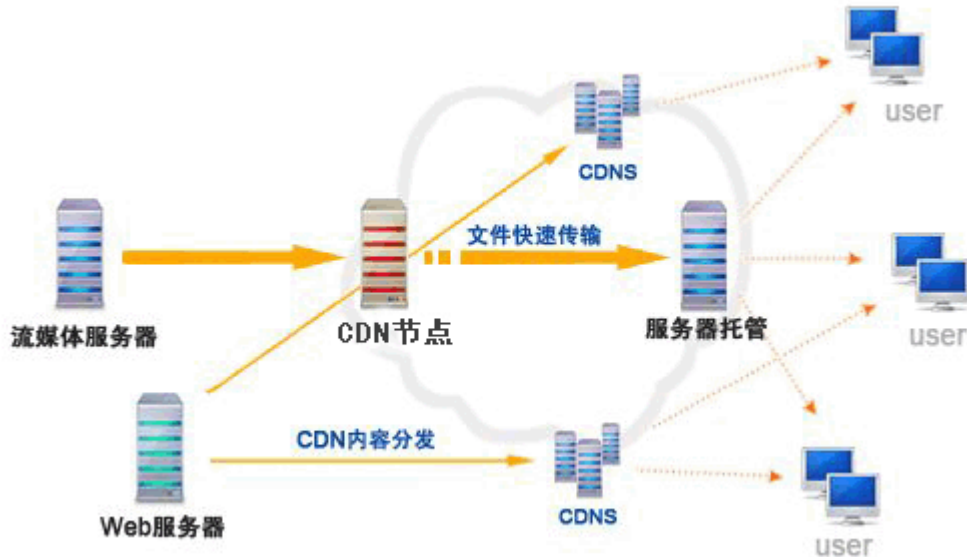 user
CDNS
文件快速传输
流媒体服务器
CDN节点
服务器托管
user
CDN内容分发
Web服务器
CDNS
user